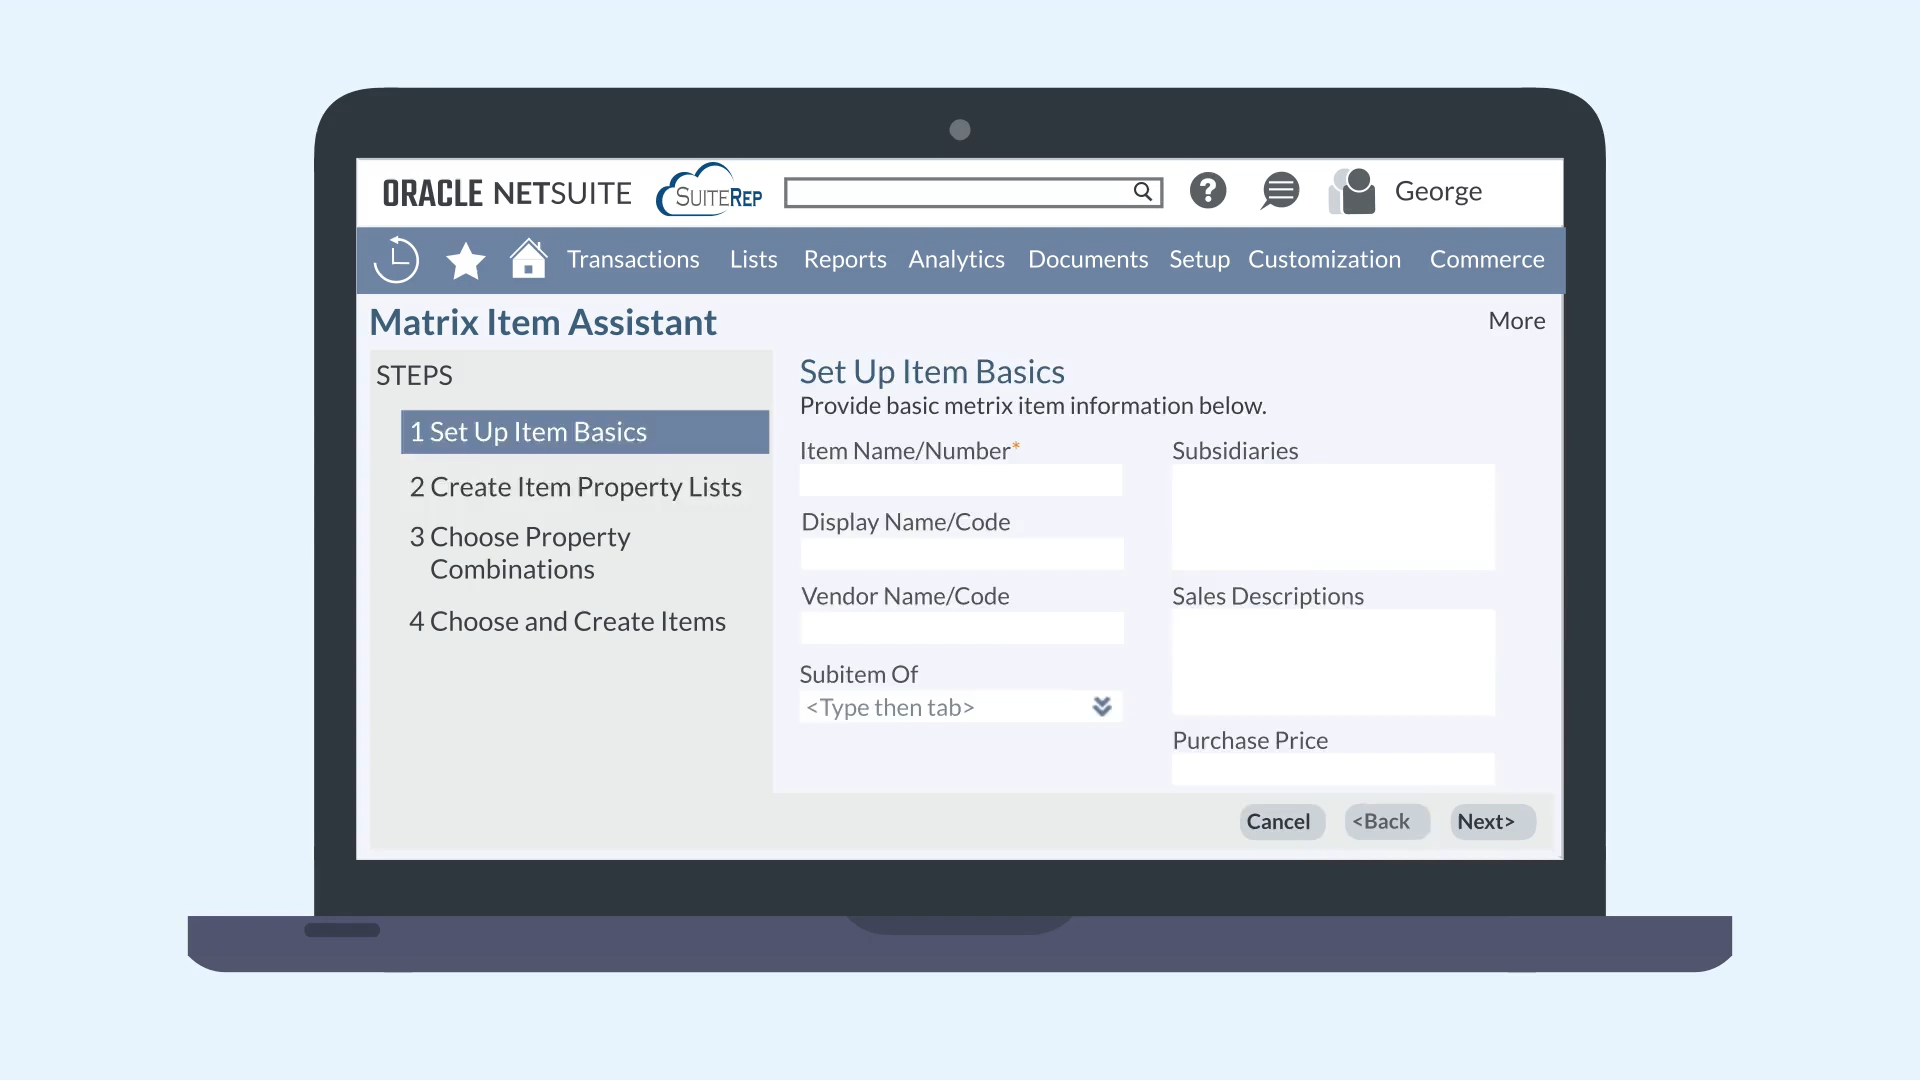 ORACLE NETSUITE SUITEREP George
Transactions Lists Reports Analytics Documents Setup Customization Commerce
Matrix Item Assistant
More
STEPS
1 Set Up Item Basics
2 Create Item Property Lists
3 Choose Property
Combinations
4 Choose and Create Items
Set Up Item Basics
Provide basic metrix item information below.
Item Name/Number*
Display Name/Code
Vendor Name/Code
Subitem Of
<Type then tab>
Subsidiaries
Sales Descriptions
Purchase Price
Cancel <Back Next>